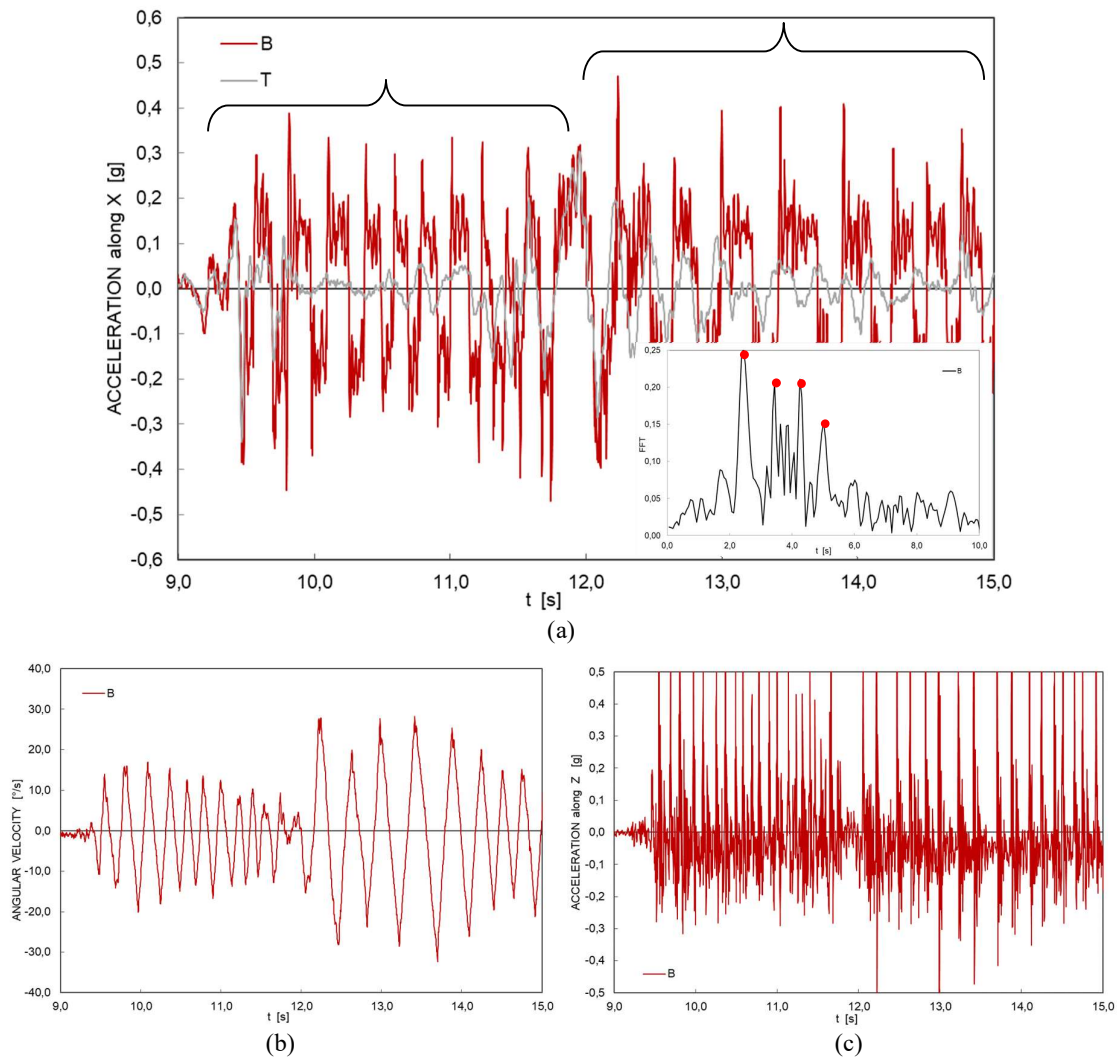 0,6
0,5
0,4
0,3
0,2
0,1
0,0
-0,1
-0,2
-0,3
-0,4
-0,5
-0,6
ACCELERATION along X [g]
B
T
9,0 10,0 11,0 12,0 13,0 14,0 15,0
t [s]
0,25
0,20
0,15
0,10
0,05
0,00
FFT
B
0,0 2,0 4,0 6,0 8,0 10,0
t [s]
(a)
40,0
30,0
20,0
10,0
0,0
-10,0
-20,0
-30,0
-40,0
ANGULAR VELOCITY [°/s]
B
9,0 10,0 11,0 12,0 13,0 14,0 15,0
t [s]
(b)
0,5
0,4
0,3
0,2
0,1
0,0
-0,1
-0,2
-0,3
-0,4
-0,5
ACCELERATION along Z [g]
B
9,0 10,0 11,0 12,0 13,0 14,0 15,0
t [s]
(c)